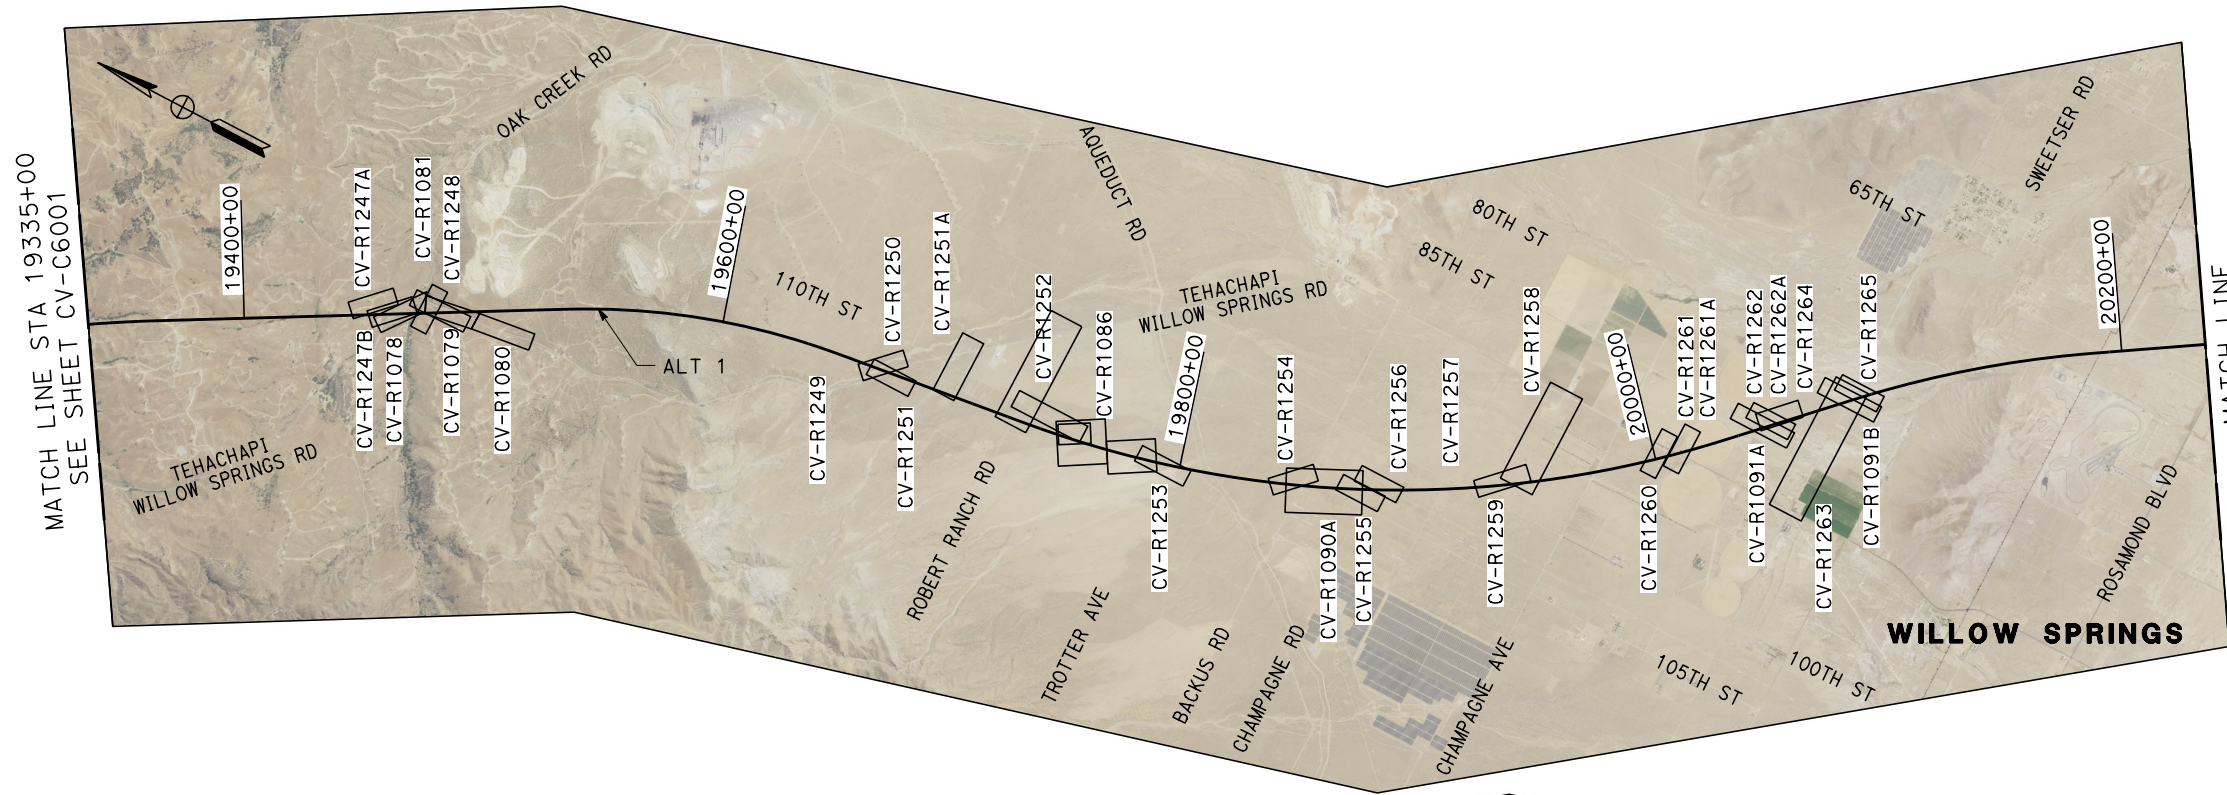 MATCH LINE STA 19335+00
SEE SHEET CV-C6001
19400+00
CV-R1247A
CV-R1081
CV-R1248
OAK CREEK RD
CV-R1247B
CV-R1078
CV-R1079
CV-R1080
TEHACHAPI
WILLOW SPRINGS RD
ALT 1
19600+00
110TH ST
CV-R1249
CV-R1250
CV-R1251
CV-R1251A
CV-R1252
CV-R1086
AQUEDUCT RD
TEHACHAPI
WILLOW SPRINGS RD
19800+00
ROBERT RANCH RD
TROTTER AVE
CV-R1253
BACKUS RD
CHAMPAGNE RD
CV-R1254
CV-R1090A
CV-R1255
CV-R1256
CV-R1257
80TH ST
85TH ST
CV-R1258
CV-R1259
CHAMPAGNE AVE
20000+00
CV-R1260
CV-R1261
CV-R1261A
CV-R1262
CV-R1262A
CV-R1264
CV-R1265
CV-R1091A
CV-R1263
CV-R1091B
105TH ST
100TH ST
65TH ST
SWEETSER RD
20200+00
ROSAMOND BLVD
WILLOW SPRINGS
MATCH LINE